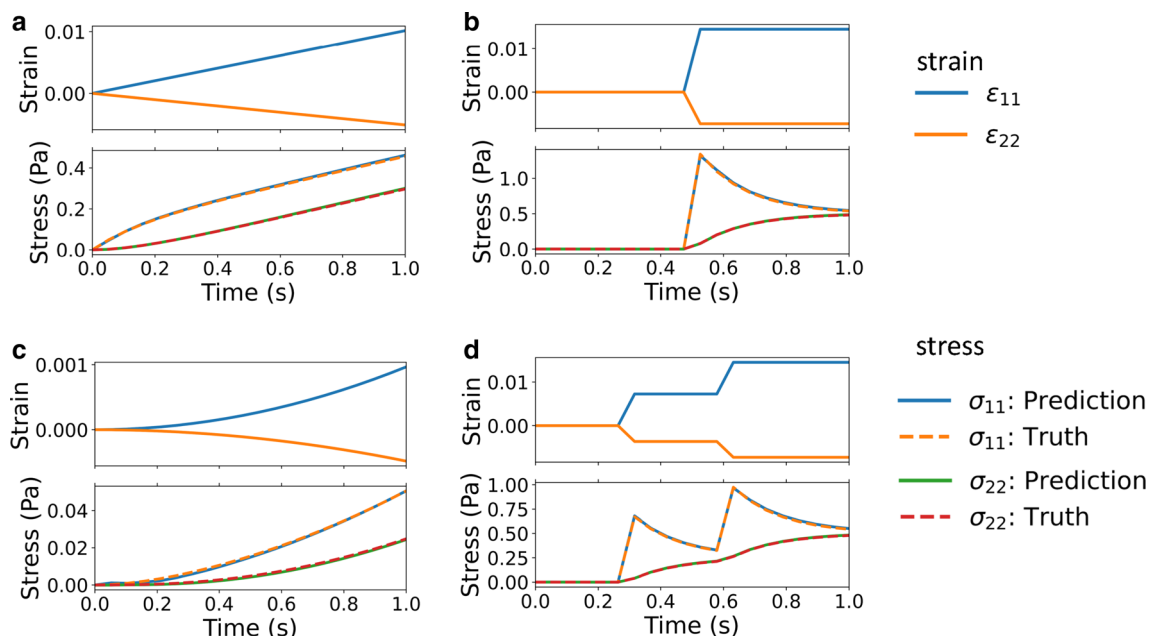 a
0.01
0.00
Strain
0.4
0.2
0.0
Stress (Pa)
0.0 0.2 0.4 0.6 0.8 1.0
Time (s)
b
0.01
0.00
Strain
1.0
0.5
0.0
Stress (Pa)
0.0 0.2 0.4 0.6 0.8 1.0
Time (s)
strain
ε11
ε22
c
0.001
0.000
Strain
0.04
0.02
0.00
Stress (Pa)
0.0 0.2 0.4 0.6 0.8 1.0
Time (s)
d
0.01
0.00
Strain
1.00
0.75
0.50
0.25
0.00
Stress (Pa)
0.0 0.2 0.4 0.6 0.8 1.0
Time (s)
stress
σ11: Prediction
σ11: Truth
σ22: Prediction
σ22: Truth